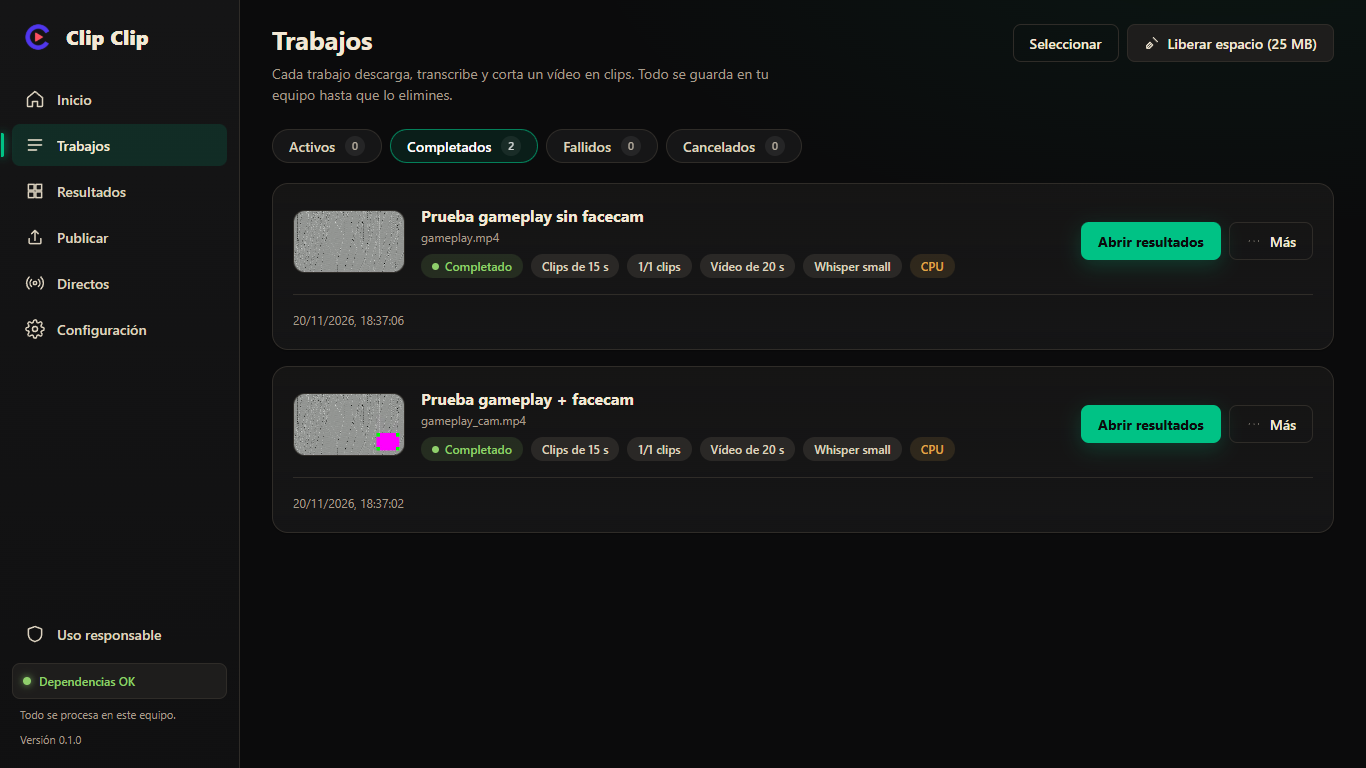 Clip Clip
Inicio
Trabajos
Resultados
Publicar
Directos
Configuración
Uso responsable
Dependencias OK
Todo se procesa en este equipo.
Versión 0.1.0
Trabajos
Cada trabajo descarga, transcribe y corta un vídeo en clips. Todo se guarda en tu
equipo hasta que lo elimines.
Seleccionar
Liberar espacio (25 MB)
Activos 0
Completados 2
Fallidos 0
Cancelados 0
Prueba gameplay sin facecam
gameplay.mp4
Completado Clips de 15 s 1/1 clips Vídeo de 20 s Whisper small CPU
Abrir resultados
··· Más
20/11/2026, 18:37:06
Prueba gameplay + facecam
gameplay_cam.mp4
Completado Clips de 15 s 1/1 clips Vídeo de 20 s Whisper small CPU
Abrir resultados
··· Más
20/11/2026, 18:37:02